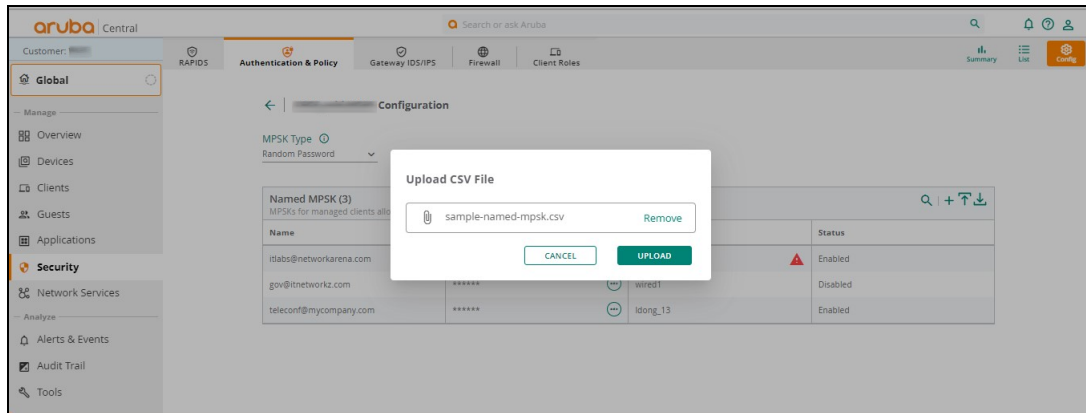 aruba Central
Search or ask Aruba
Customer:
RAPIDS
Authentication & Policy
Gateway IDS/IPS
Firewall
Client Roles
Summary
List
Config
Global
Manage
Overview
Devices
Clients
Guests
Applications
Security
Network Services
Analyze
Alerts & Events
Audit Trail
Tools
Configuration
MPSK Type
Random Password
Upload CSV File
sample-named-mpsk.csv
Remove
CANCEL
UPLOAD
Named MPSK (3)
MPSKs for managed clients allo
Name
Status
itlabs@networkarena.com
Enabled
gov@itnetworkz.com ****** wired1 Disabled
teleconf@mycompany.com ****** Idong_13 Enabled